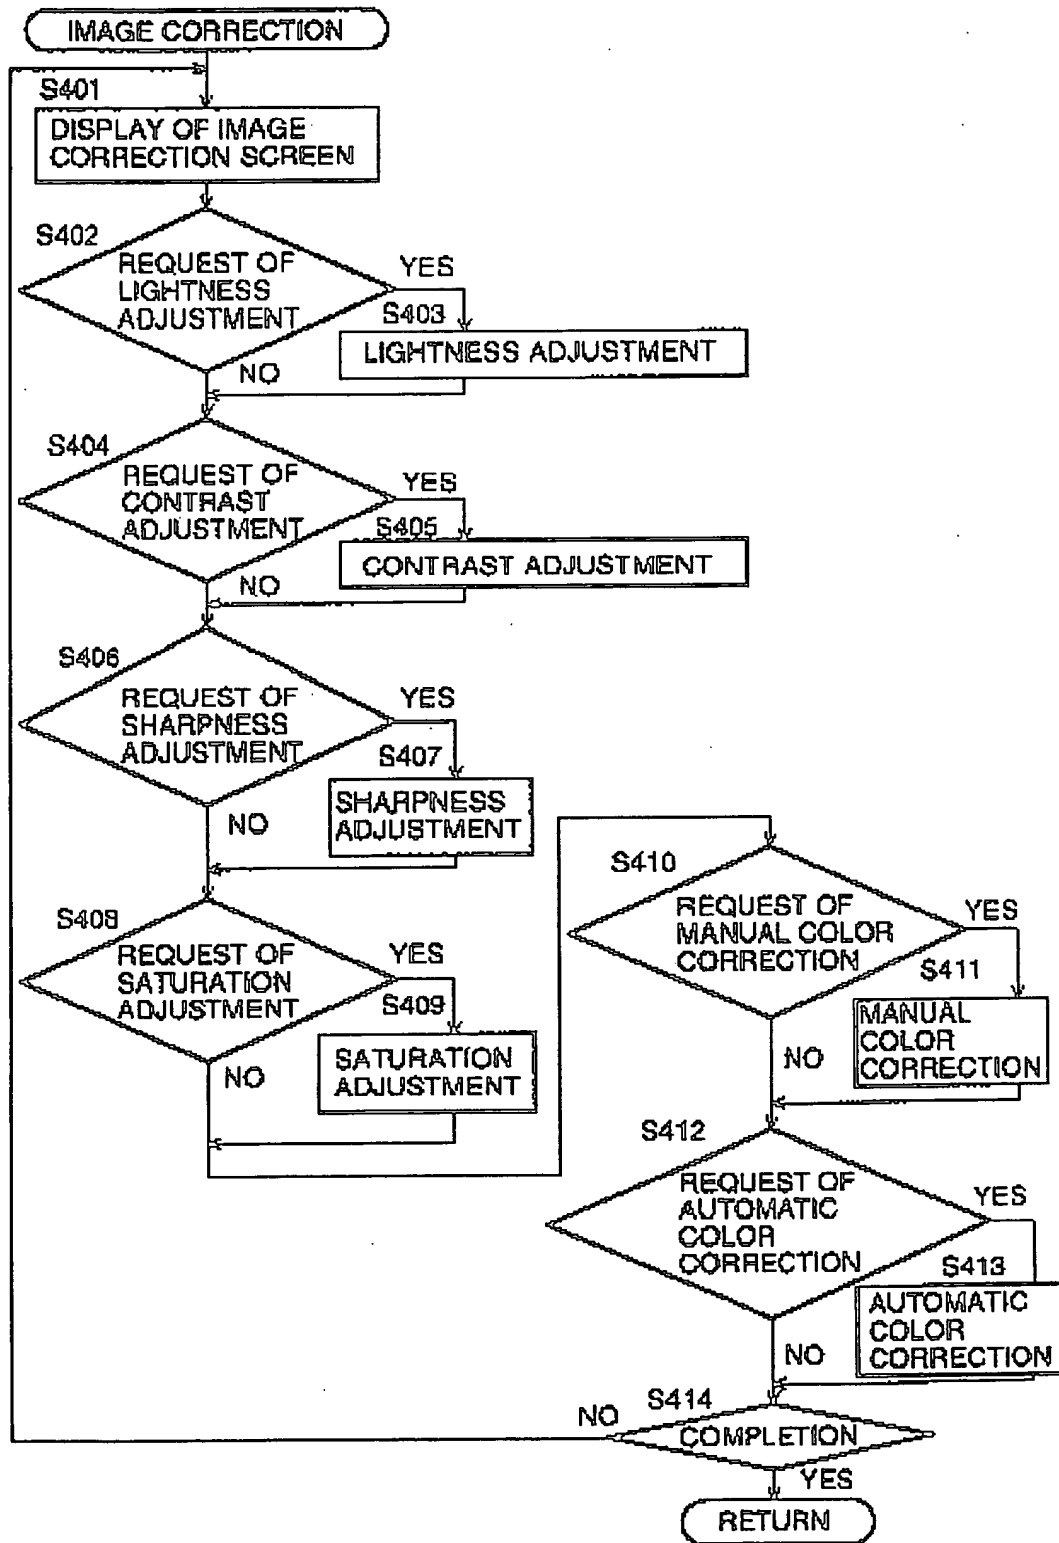 IMAGE CORRECTION
S401
DISPLAY OF IMAGE
CORRECTION SCREEN
S402
REQUEST OF
LIGHTNESS
ADJUSTMENT
YES
S403
LIGHTNESS ADJUSTMENT
NO
S404
REQUEST OF
CONTRAST
ADJUSTMENT
YES
S405
CONTRAST ADJUSTMENT
NO
S406
REQUEST OF
SHARPNESS
ADJUSTMENT
YES
S407
SHARPNESS
ADJUSTMENT
NO
S408
REQUEST OF
SATURATION
ADJUSTMENT
YES
S409
SATURATION
ADJUSTMENT
NO
S410
REQUEST OF
MANUAL COLOR
CORRECTION
YES
S411
MANUAL
COLOR
CORRECTION
NO
S412
REQUEST OF
AUTOMATIC
COLOR
CORRECTION
YES
S413
AUTOMATIC
COLOR
CORRECTION
NO
S414
COMPLETION
NO
YES
RETURN